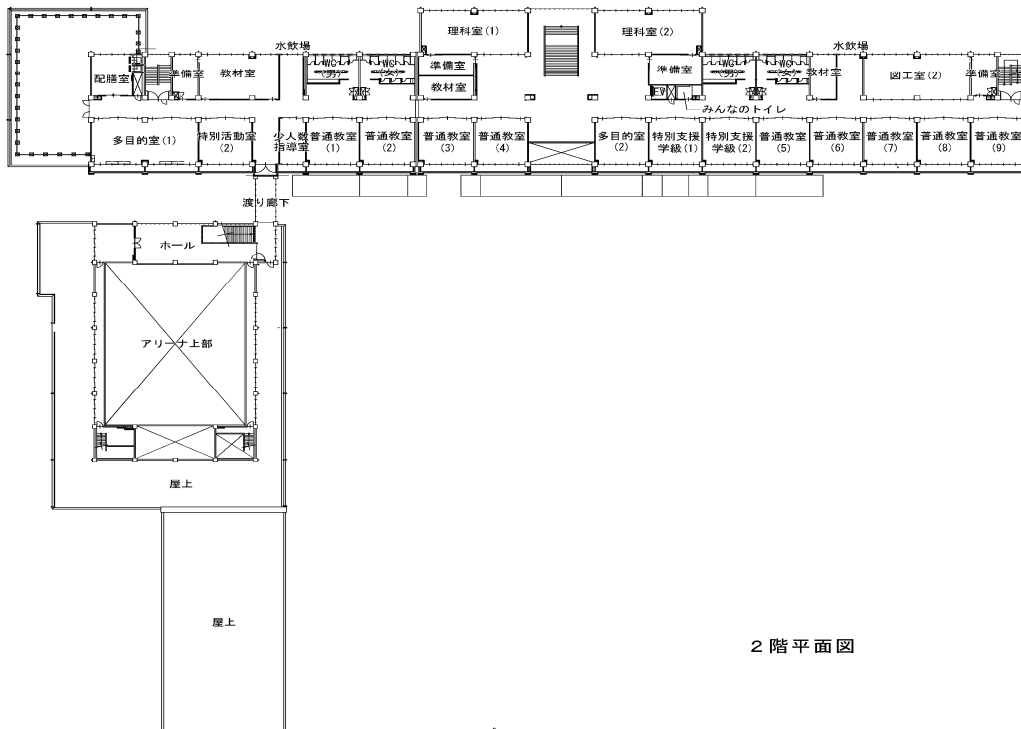 理科室(1)
理科室(2)
水飲場
水飲場
配膳室
準備室
教材室
WC
(男)
WC
(女)
準備室
教材室
準備室
EV
WC
(男)
WC
(女)
教材室
図工室(2)
準備室
みんなのトイレ
多目的室(1)
特別活動室
(2)
少人数
指導室
普通教室
(1)
普通教室
(2)
普通教室
(3)
普通教室
(4)
多目的室
(2)
特別支援
学級(1)
特別支援
学級(2)
普通教室
(5)
普通教室
(6)
普通教室
(7)
普通教室
(8)
普通教室
(9)
渡り廊下
ホール
アリーナ上部
屋上
屋上
2階平面図